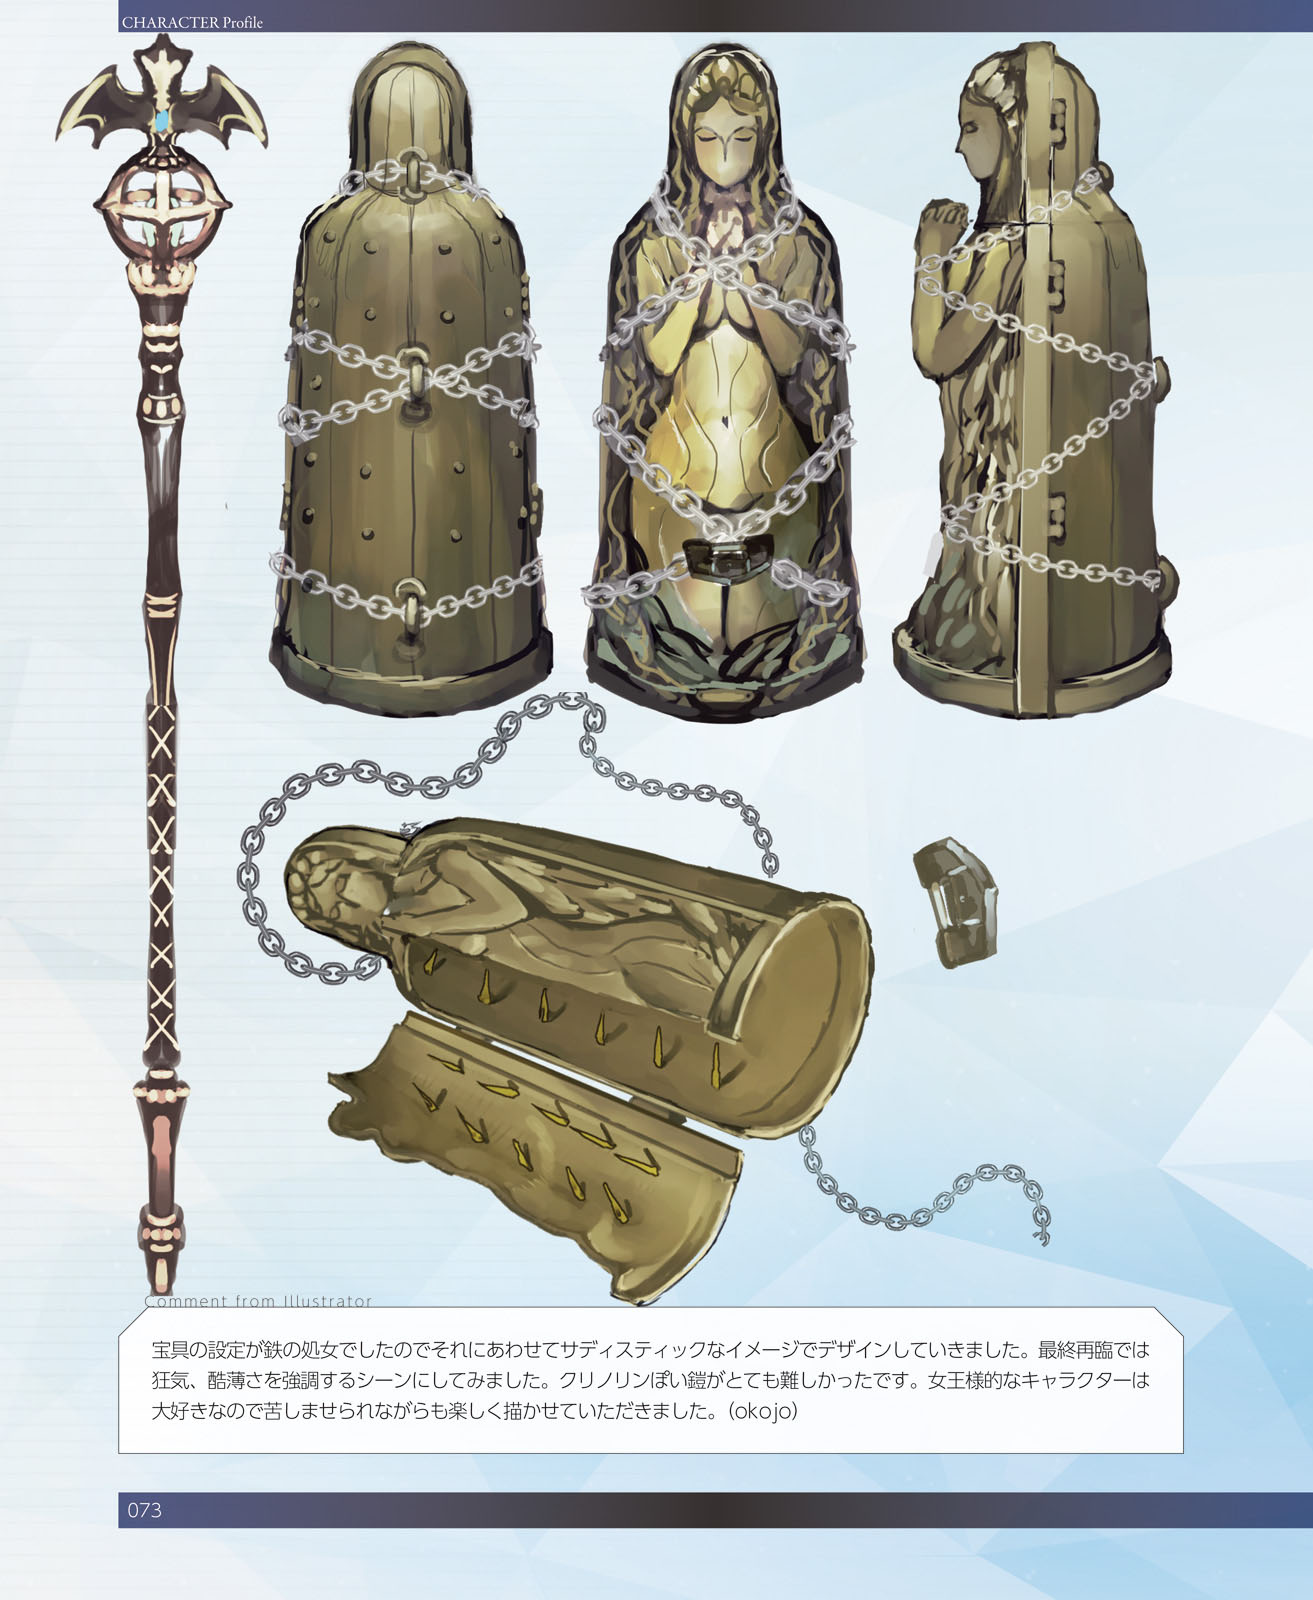 CHARACTER Profile
Comment from Illustrator
宝具の設定が鉄の処女でしたのでそれにあわせてサディスティックなイメージでデザインしていきました。最終再臨では
狂気、酷薄さを強調するシーンにしてみました。クリノリンぽい鎧がとても難しかったです。女王様的なキャラクターは
大好きなので苦しませられながらも楽しく描かせていただきました。（okojo）
073